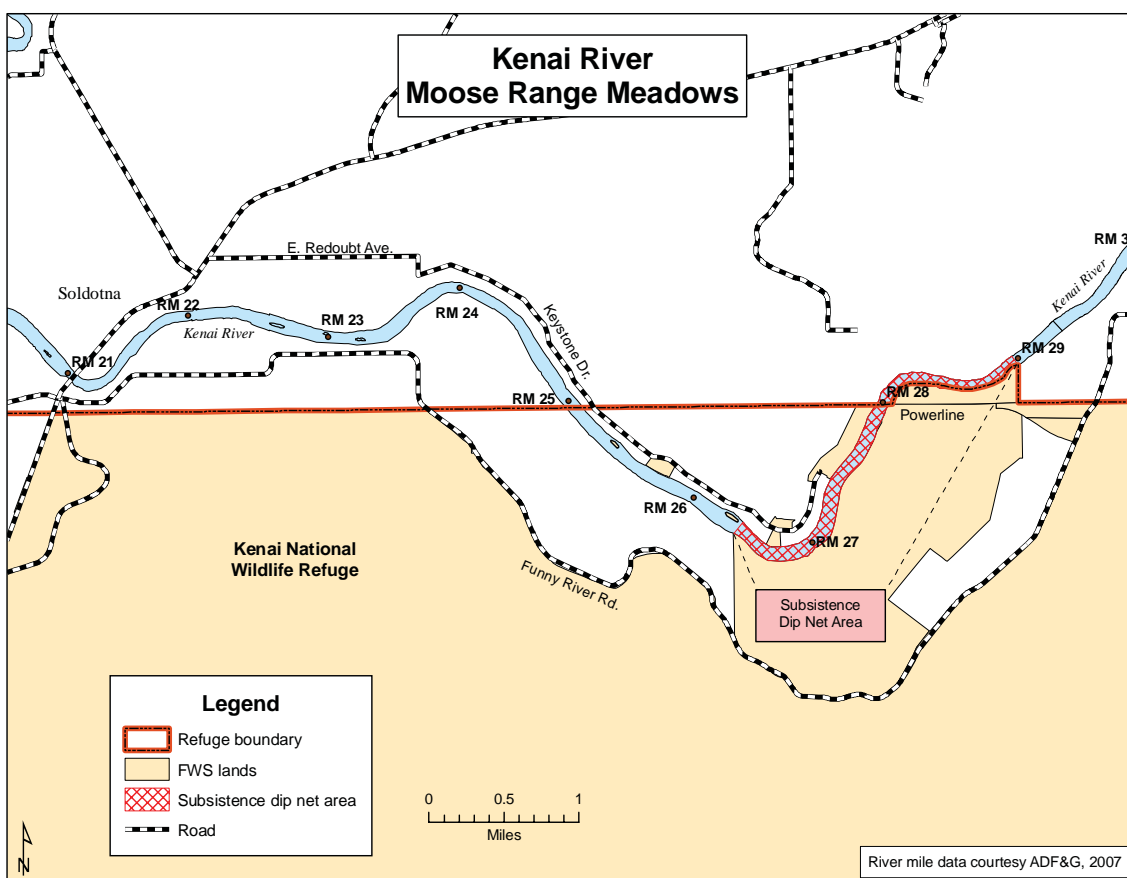 Kenai River
Moose Range Meadows
E. Redoubt Ave.
Soldotna
RM 22
Kenai River
RM 23
RM 24
RM 21
Keystone Dr.
RM 25
RM 3
Kenai River
RM 29
RM 28
Powerline
RM 26
RM 27
Kenai National
Wildlife Refuge
Funny River Rd.
Subsistence
Dip Net Area
Legend
Refuge boundary
FWS lands
Subsistence dip net area
Road
0 0.5 1
Miles
N
River mile data courtesy ADF&G, 2007